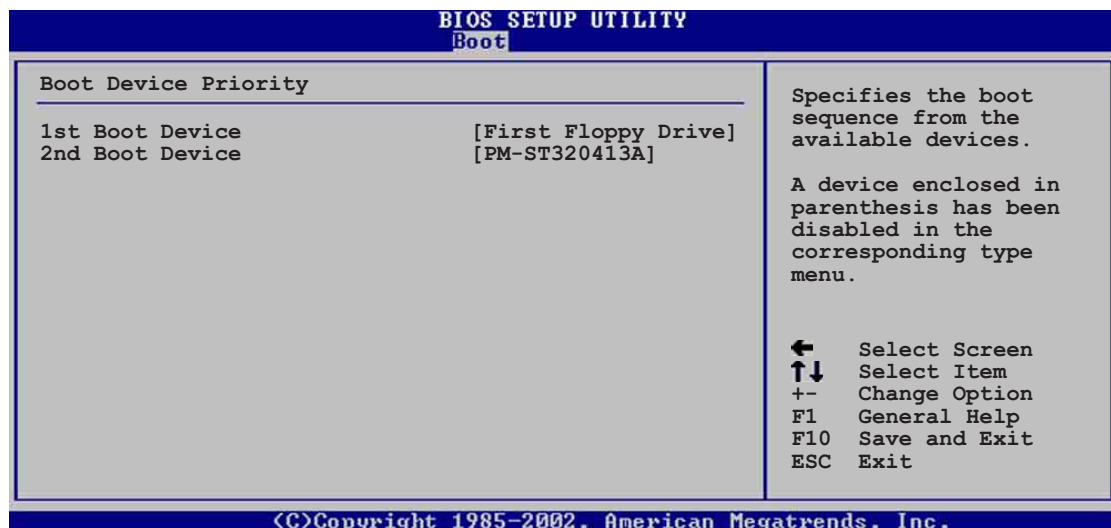 BIOS SETUP UTILITY
Boot
Boot Device Priority
1st Boot Device [First Floppy Drive]
2nd Boot Device [PM-ST320413A]
Specifies the boot
sequence from the
available devices.
A device enclosed in
parenthesis has been
disabled in the
corresponding type
menu.
← Select Screen
↑↓ Select Item
+- Change Option
F1 General Help
F10 Save and Exit
ESC Exit
(C)Copyright 1985-2002, American Megatrends, Inc.